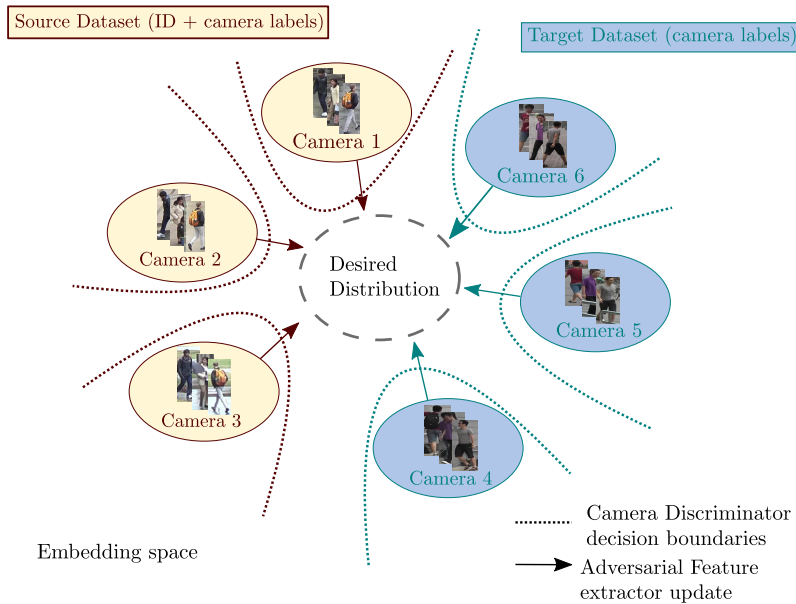 Source Dataset (ID + camera labels)
Target Dataset (camera labels)
Camera 1
Camera 6
Camera 2
Desired
Distribution
Camera 5
Camera 3
Camera 4
Embedding space
Camera Discriminator
decision boundaries
Adversarial Feature
extractor update